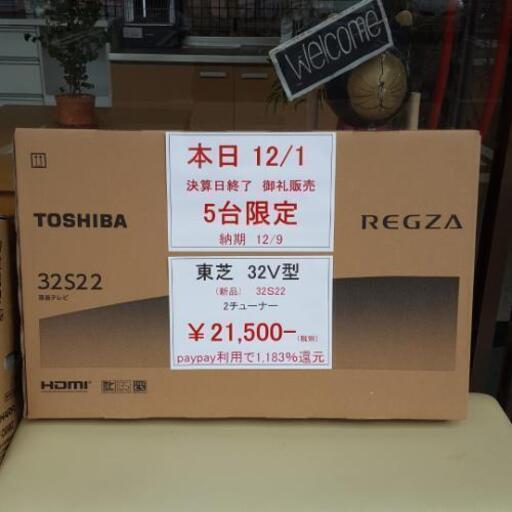 Welcome
本日 12/1
決算日終了 御礼販売
5台限定
納期 12/9
TOSHIBA
REGZA
32S22
液晶テレビ
東芝 32V型
(新品) 32S22
2チューナー
￥21,500-(税別)
paypay利用で1,183%還元
HDMI